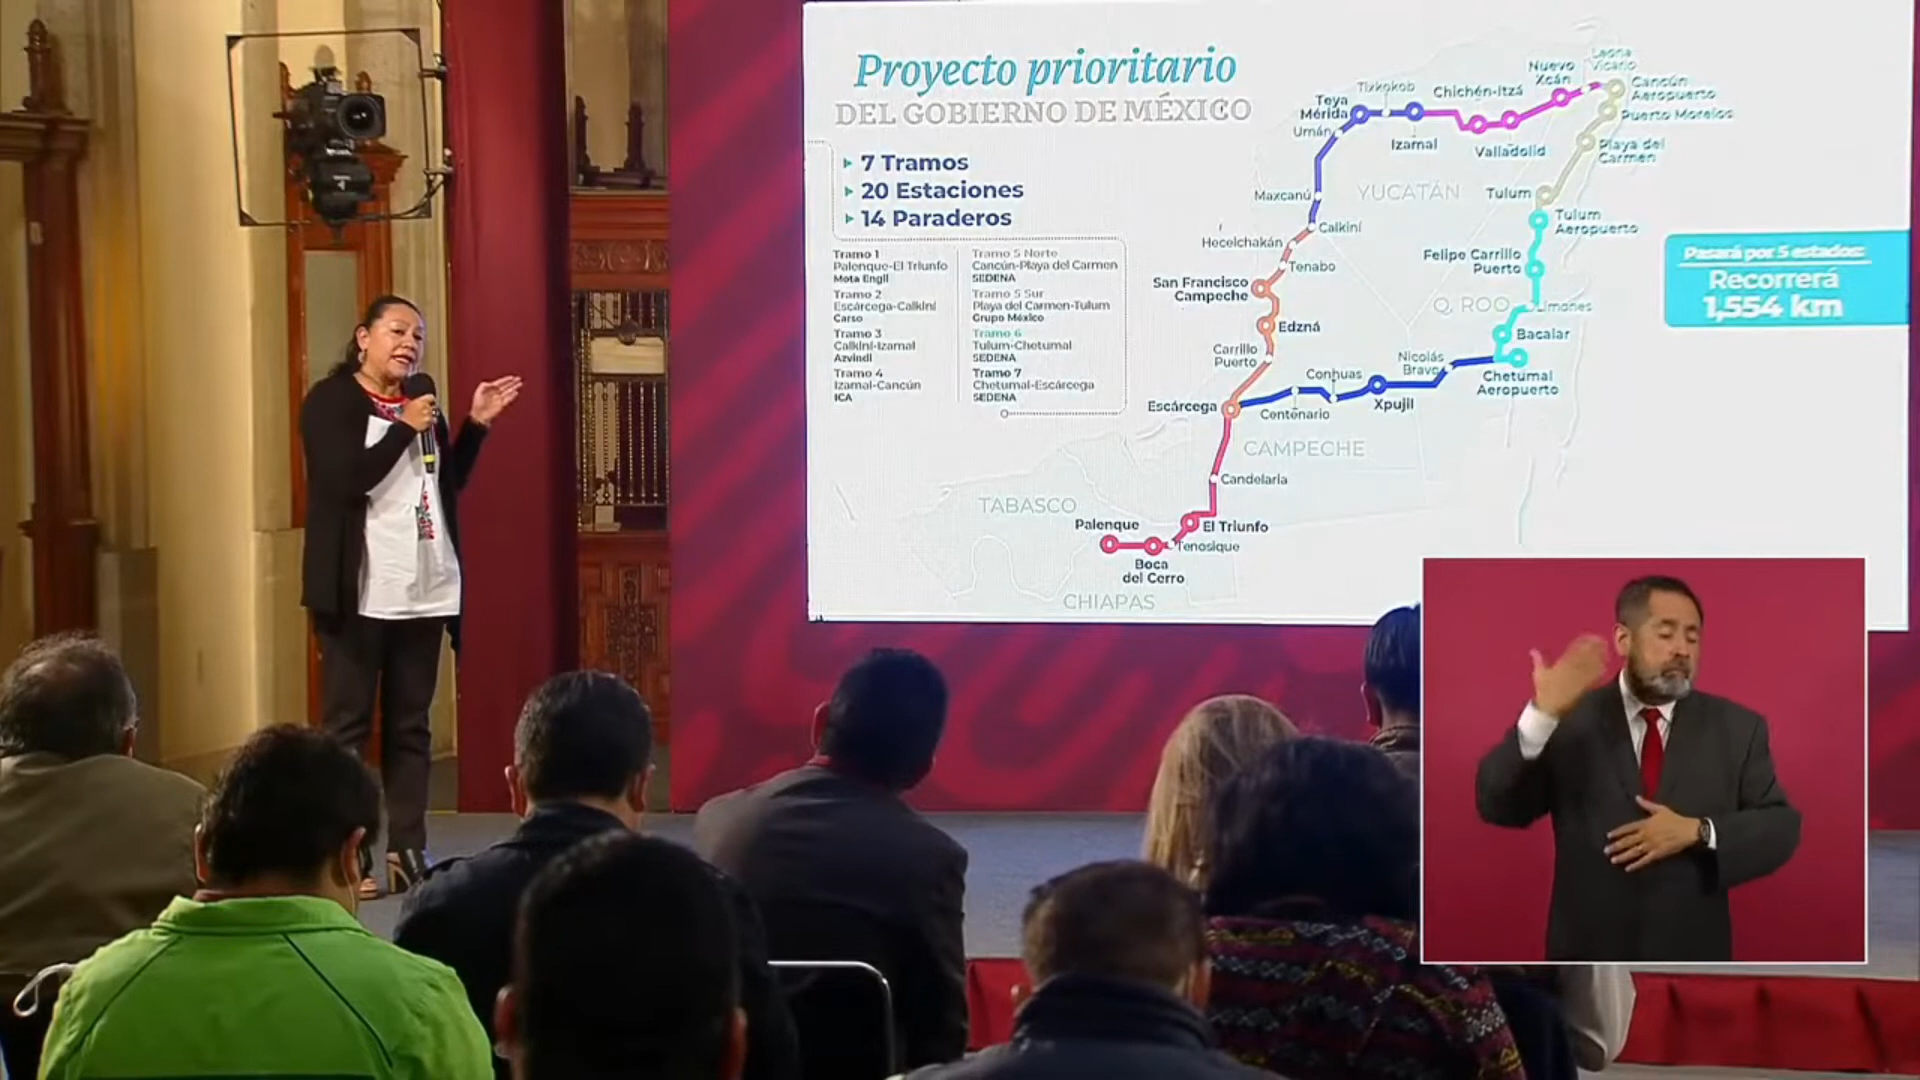 Proyecto prioritario
DEL GOBIERNO DE MÉXICO
7 Tramos
20 Estaciones
14 Paraderos
Tramo 1
Palenque-El Triunfo
Mota Engil
Tramo 2
Escárcega-Calkiní
Carso
Tramo 3
Calkiní-Izamal
Azvindi
Tramo 4
Izamal-Cancún
ICA
Tramo 5 Norte
Cancún-Playa del Carmen
SEDENA
Tramo 5 Sur
Playa del Carmen-Tulum
Grupo México
Tramo 6
Tulum-Chetumal
SEDENA
Tramo 7
Chetumal-Escárcega
SEDENA
Leona
Vicario
Nuevo
Xcán
Cancún
Aeropuerto
Puerto Morelos
Playa del
Carmen
Chichén-Itzá
Valladolid
Tixkokob
Izamal
Teya
Mérida
Umán
Maxcanú
YUCATÁN
Calkiní
Hecelchakán
Tenabo
San Francisco
Campeche
Edzná
Carrillo
Puerto
Escárcega
Centenario
Conhuas
Xpujil
Nicolás
Bravo
Chetumal
Aeropuerto
Bacalar
Limones
Q. ROO
Felipe Carrillo
Puerto
Tulum
Aeropuerto
Tulum
CAMPECHE
Candelaria
TABASCO
El Triunfo
Tenosique
Palenque
Boca
del Cerro
CHIAPAS
Pasará por 5 estados:
Recorrerá
1,554 km